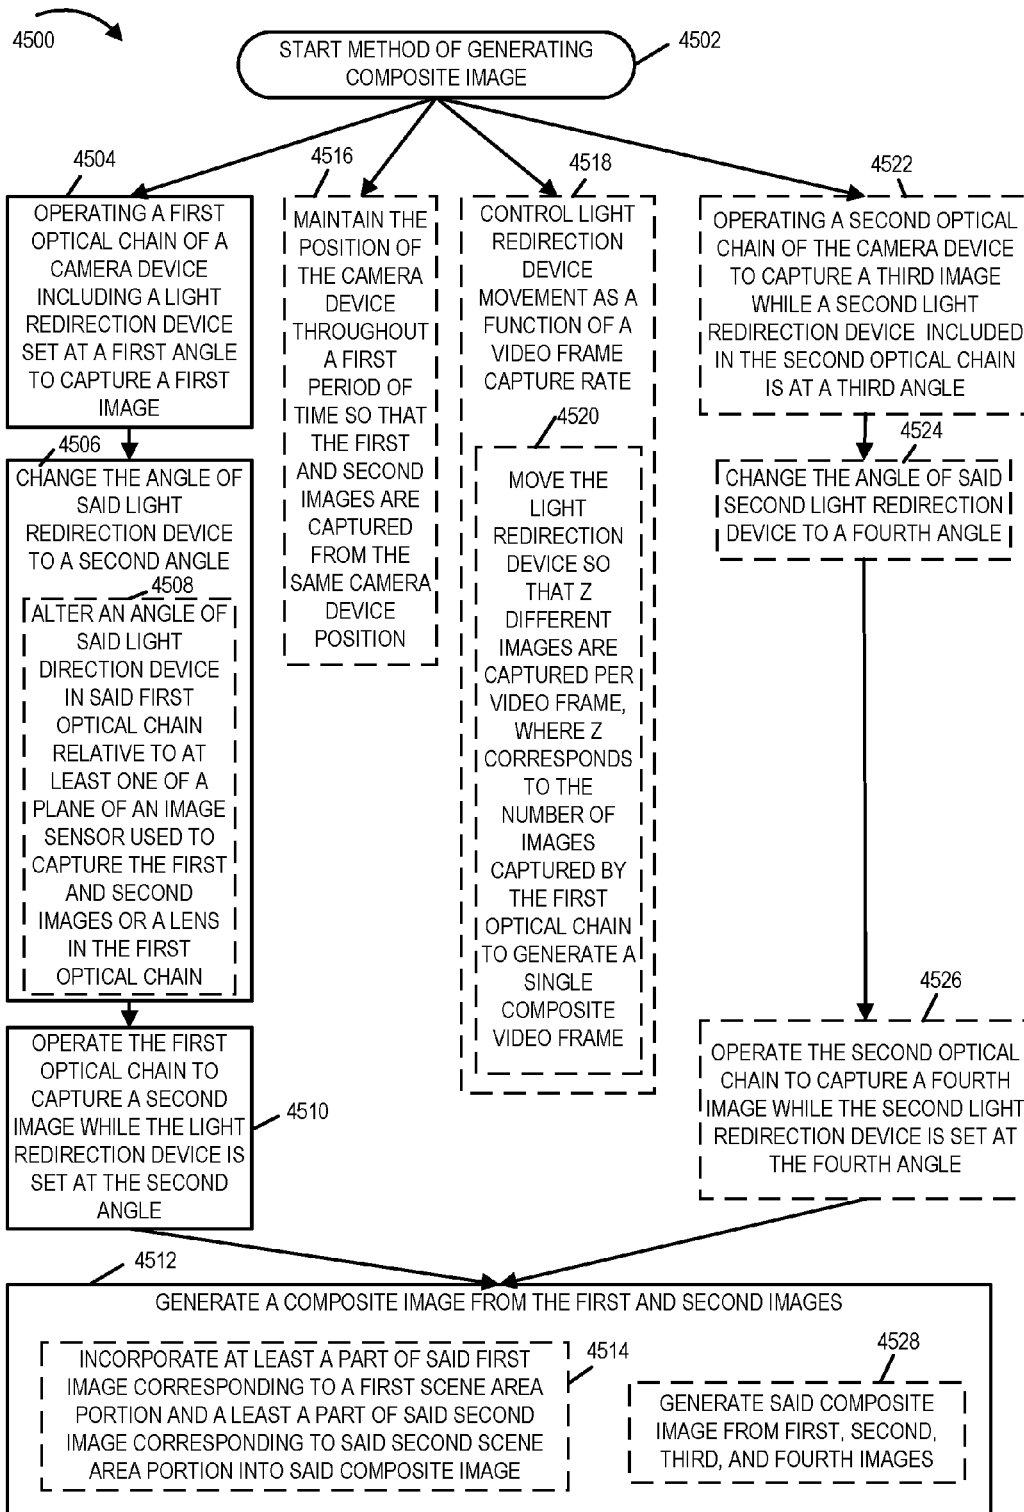 4500
START METHOD OF GENERATING
COMPOSITE IMAGE
4502
4504
OPERATING A FIRST
OPTICAL CHAIN OF A
CAMERA DEVICE
INCLUDING A LIGHT
REDIRECTION DEVICE
SET AT A FIRST ANGLE
TO CAPTURE A FIRST
IMAGE
4506
CHANGE THE ANGLE OF
SAID LIGHT
REDIRECTION DEVICE
TO A SECOND ANGLE
4508
ALTER AN ANGLE OF
SAID LIGHT
DIRECTION DEVICE
IN SAID FIRST
OPTICAL CHAIN
RELATIVE TO AT
LEAST ONE OF A
PLANE OF AN IMAGE
SENSOR USED TO
CAPTURE THE FIRST
AND SECOND
IMAGES OR A LENS
IN THE FIRST
OPTICAL CHAIN
OPERATE THE FIRST
OPTICAL CHAIN TO
CAPTURE A SECOND
IMAGE WHILE THE LIGHT
REDIRECTION DEVICE IS
SET AT THE SECOND
ANGLE
4510
4516
MAINTAIN THE
POSITION OF
THE CAMERA
DEVICE
THROUGHOUT
A FIRST
PERIOD OF
TIME SO THAT
THE FIRST
AND SECOND
IMAGES ARE
CAPTURED
FROM THE
SAME CAMERA
DEVICE
POSITION
4518
CONTROL LIGHT
REDIRECTION
DEVICE
MOVEMENT AS A
FUNCTION OF A
VIDEO FRAME
CAPTURE RATE
4520
MOVE THE
LIGHT
REDIRECTION
DEVICE SO
THAT Z
DIFFERENT
IMAGES ARE
CAPTURED PER
VIDEO FRAME,
WHERE Z
CORRESPONDS
TO THE
NUMBER OF
IMAGES
CAPTURED BY
THE FIRST
OPTICAL CHAIN
TO GENERATE A
SINGLE
COMPOSITE
VIDEO FRAME
4522
OPERATING A SECOND OPTICAL
CHAIN OF THE CAMERA DEVICE
TO CAPTURE A THIRD IMAGE
WHILE A SECOND LIGHT
REDIRECTION DEVICE INCLUDED
IN THE SECOND OPTICAL CHAIN
IS AT A THIRD ANGLE
4524
CHANGE THE ANGLE OF SAID
SECOND LIGHT REDIRECTION
DEVICE TO A FOURTH ANGLE
4526
OPERATE THE SECOND OPTICAL
CHAIN TO CAPTURE A FOURTH
IMAGE WHILE THE SECOND LIGHT
REDIRECTION DEVICE IS SET AT
THE FOURTH ANGLE
4512
GENERATE A COMPOSITE IMAGE FROM THE FIRST AND SECOND IMAGES
INCORPORATE AT LEAST A PART OF SAID FIRST
IMAGE CORRESPONDING TO A FIRST SCENE AREA
PORTION AND A LEAST A PART OF SAID SECOND
IMAGE CORRESPONDING TO SAID SECOND SCENE
AREA PORTION INTO SAID COMPOSITE IMAGE
4514
4528
GENERATE SAID COMPOSITE
IMAGE FROM FIRST, SECOND,
THIRD, AND FOURTH IMAGES